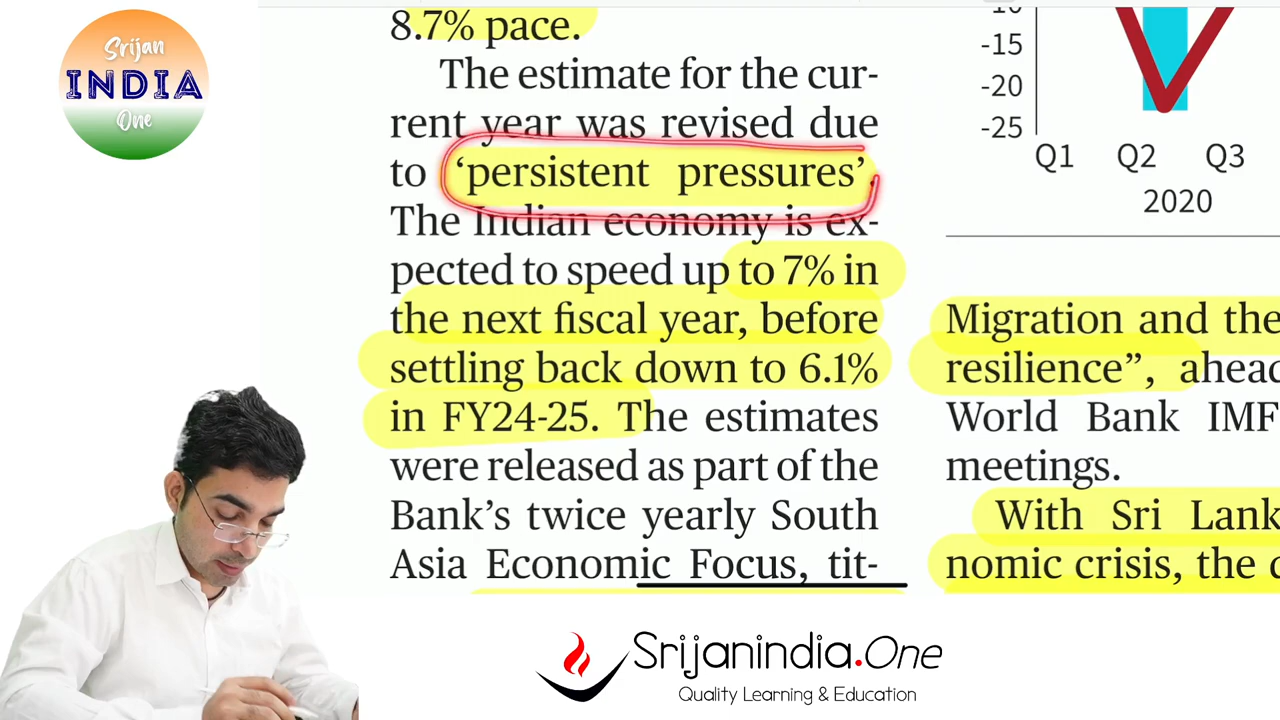 Srijan
INDIA
One
8.7% pace.
The estimate for the cur-
rent year was revised due
to ‘persistent pressures’.
The Indian economy is ex-
pected to speed up to 7% in
the next fiscal year, before
settling back down to 6.1%
in FY24-25. The estimates
were released as part of the
Bank’s twice yearly South
Asia Economic Focus, tit-
-15
-20
-25
Q1 Q2 Q3
2020
Migration and the
resilience”, ahead
World Bank IMF
meetings.
With Sri Lank
nomic crisis, the
Srijanindia.One
Quality Learning & Education